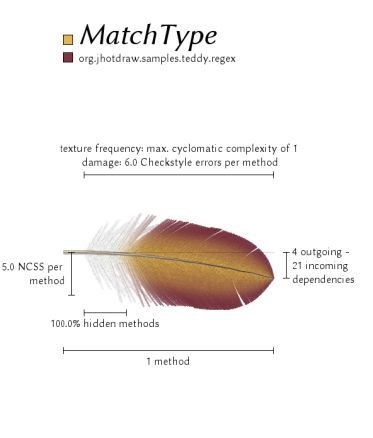 MatchType
org.jhotdraw.samples.teddy.regex
texture frequency: max. cyclomatic complexity of 1
damage: 6.0 Checkstyle errors per method
5.0 NCSS per
method
4 outgoing -
21 incoming
dependencies
100.0% hidden methods
1 method